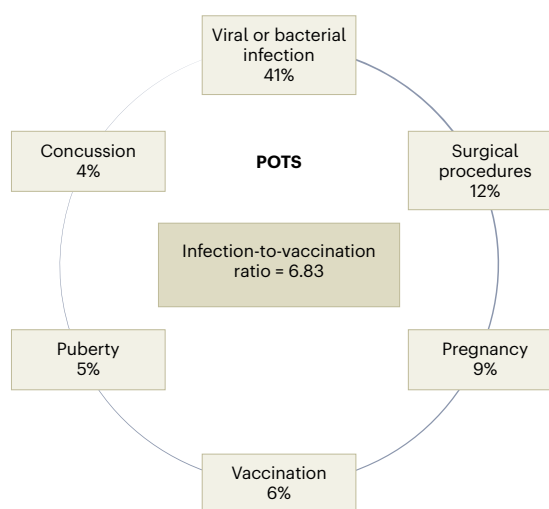 Viral or bacterial
infection
41%
Concussion
4%
POTS
Surgical
procedures
12%
Infection-to-vaccination
ratio = 6.83
Puberty
5%
Pregnancy
9%
Vaccination
6%